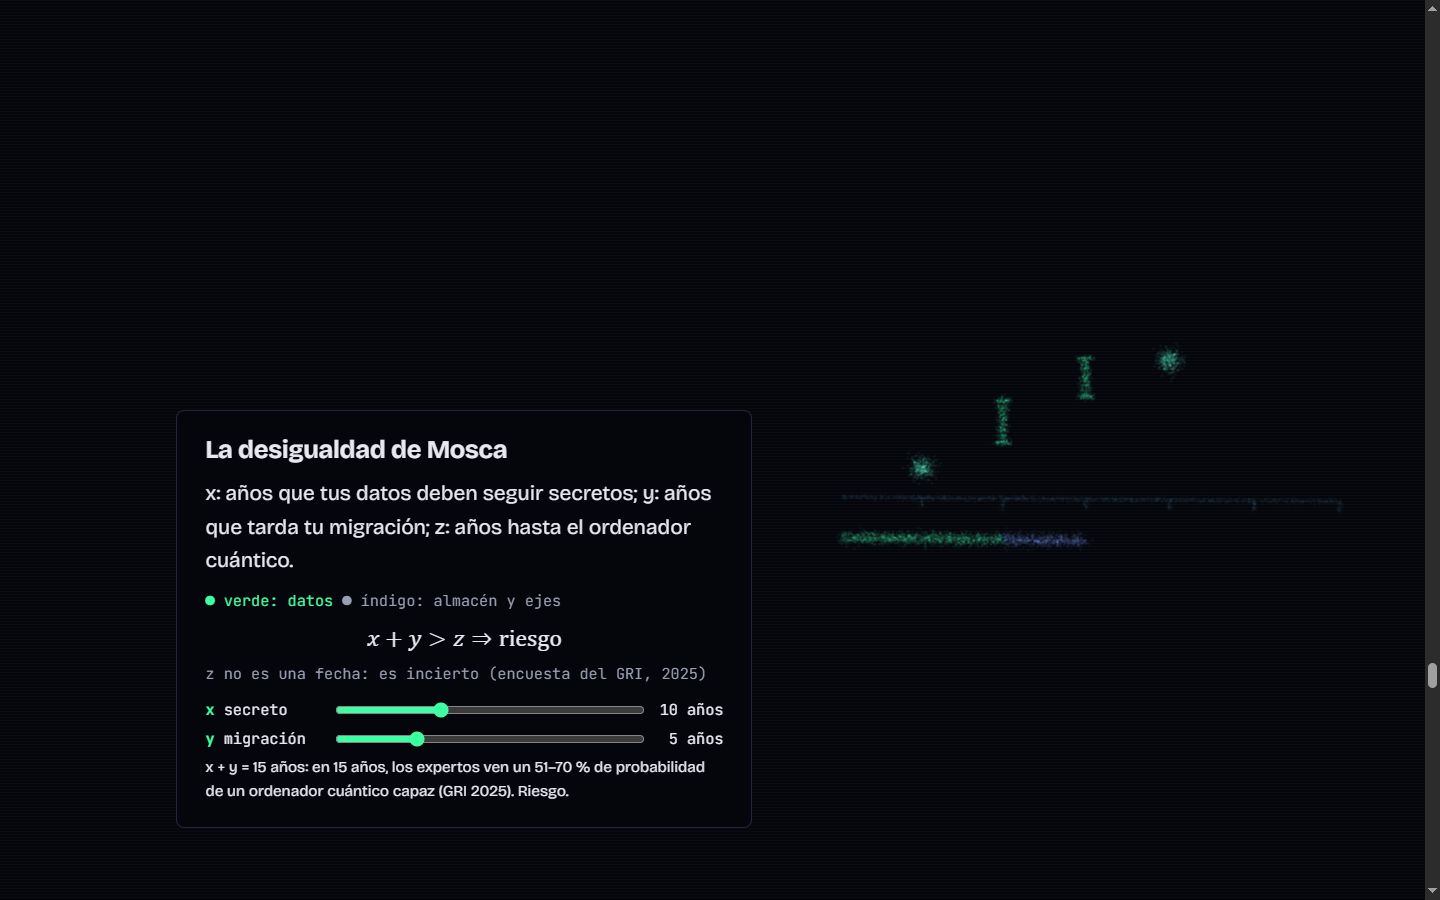 La desigualdad de Mosca
x: años que tus datos deben seguir secretos; y: años
que tarda tu migración; z: años hasta el ordenador
cuántico.
verde: datos índigo: almacén y ejes
x + y > z ⇒ riesgo
z no es una fecha: es incierto (encuesta del GRI, 2025)
x secreto 10 años
y migración 5 años
x + y = 15 años: en 15 años, los expertos ven un 51–70 % de probabilidad
de un ordenador cuántico capaz (GRI 2025). Riesgo.